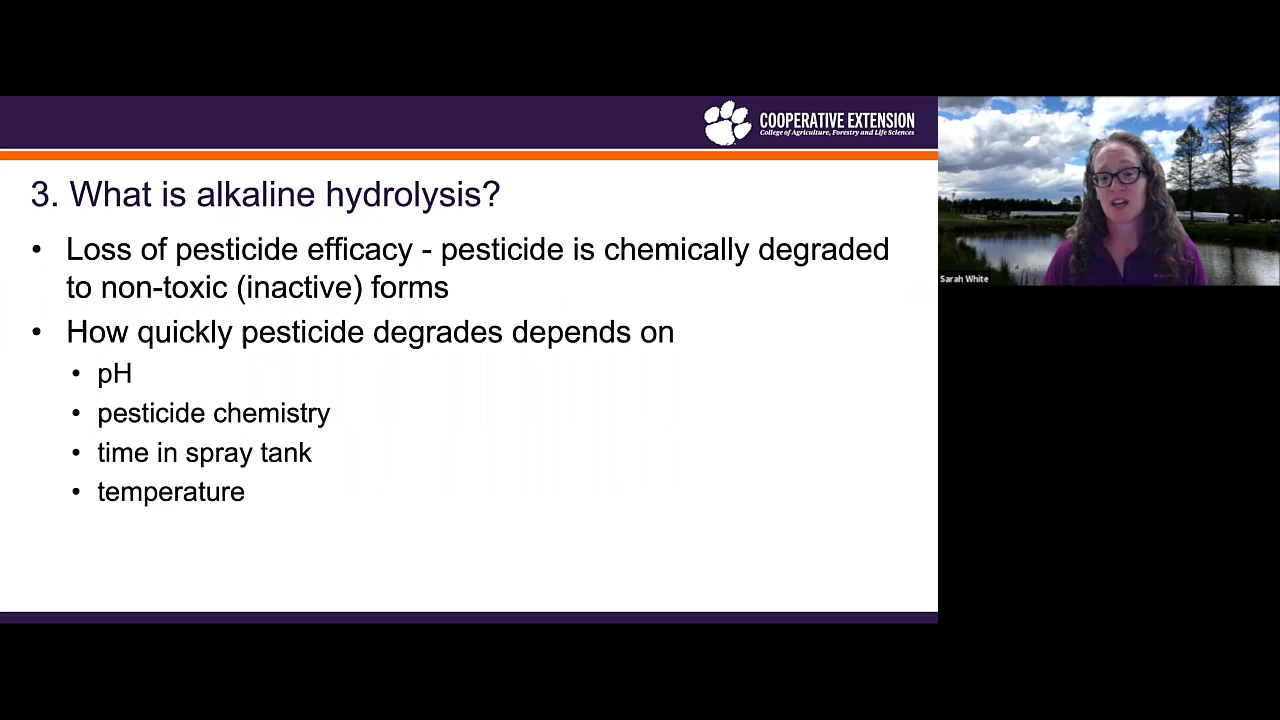 COOPERATIVE EXTENSION
College of Agriculture, Forestry and Life Sciences
3. What is alkaline hydrolysis?
• Loss of pesticide efficacy - pesticide is chemically degraded
to non-toxic (inactive) forms
• How quickly pesticide degrades depends on
• pH
• pesticide chemistry
• time in spray tank
• temperature
Sarah White